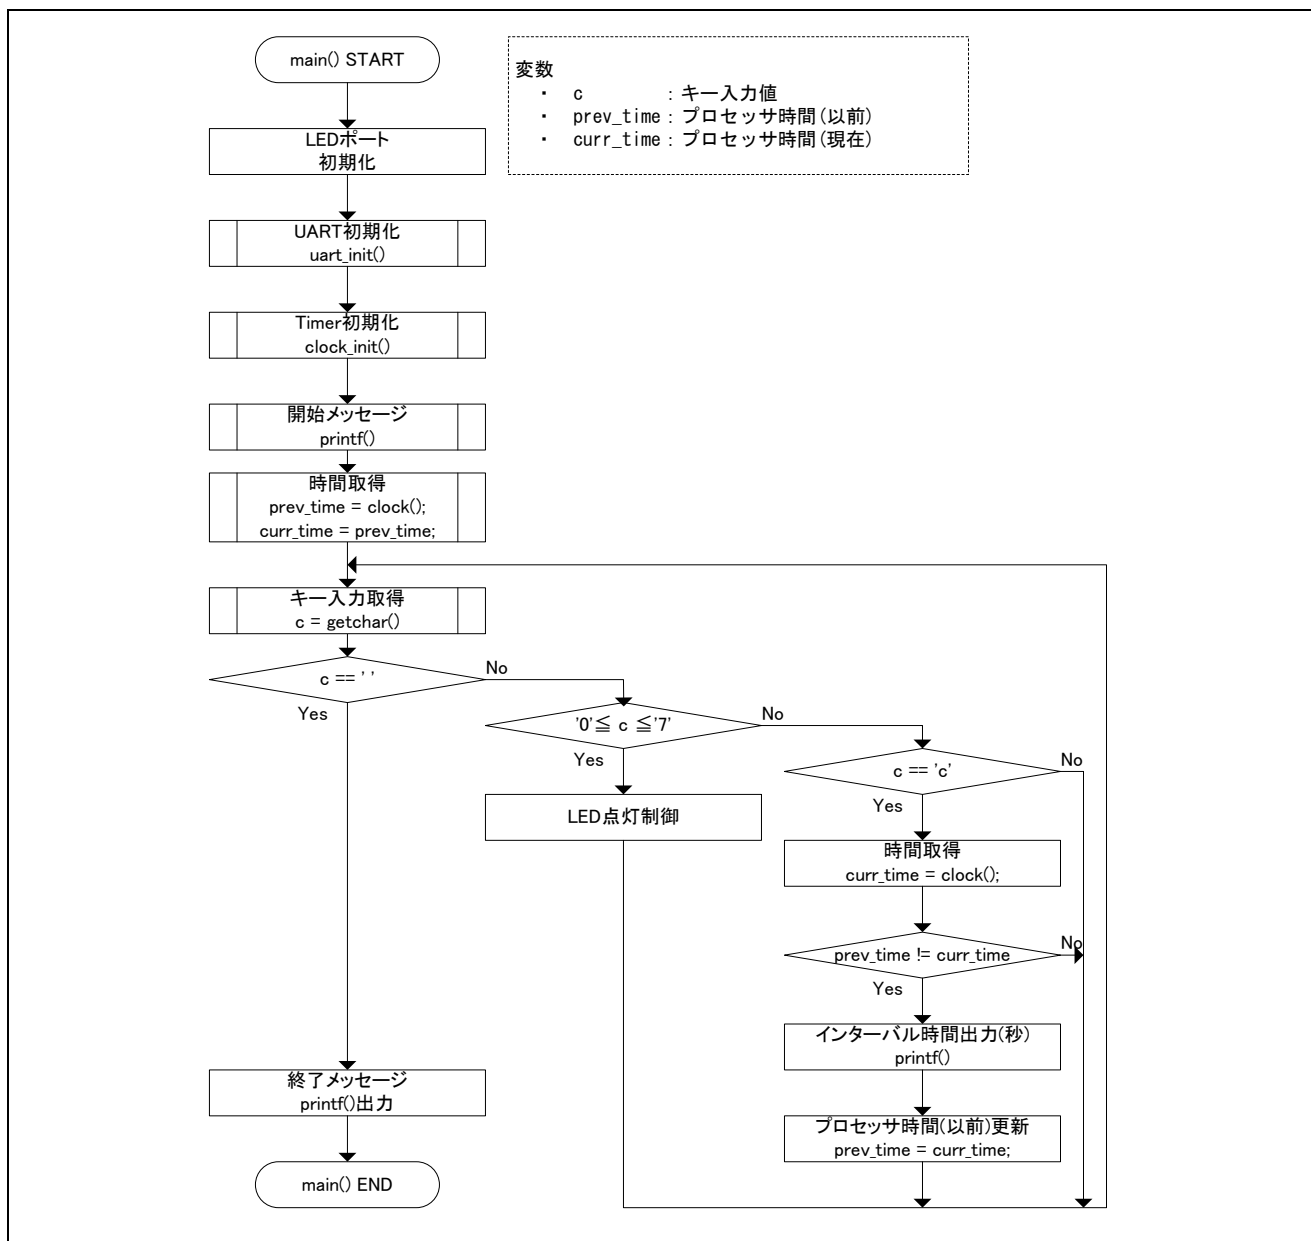 main() START
変数
・ c : キー入力値
・ prev_time : プロセッサ時間(以前)
・ curr_time : プロセッサ時間(現在)
LEDポート
初期化
UART初期化
uart_init()
Timer初期化
clock_init()
開始メッセージ
printf()
時間取得
prev_time = clock();
curr_time = prev_time;
キー入力取得
c = getchar()
c == ' '
No
Yes
'0'≦ c ≦'7'
No
Yes
c == 'c'
No
Yes
LED点灯制御
時間取得
curr_time = clock();
prev_time != curr_time
No
Yes
インターバル時間出力(秒)
printf()
終了メッセージ
printf()出力
プロセッサ時間(以前)更新
prev_time = curr_time;
main() END